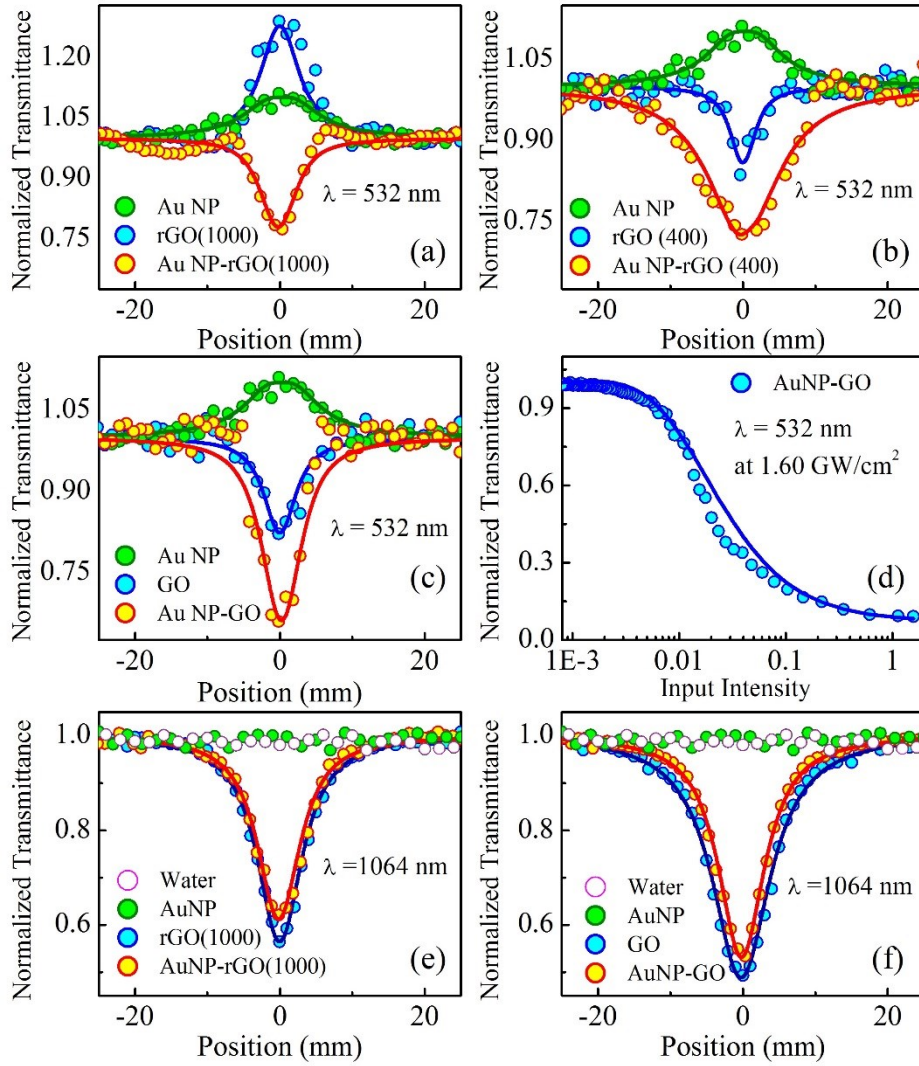 Normalized Transmittance
1.20
1.05
0.90
0.75
Au NP
rGO(1000)
Au NP-rGO(1000)
λ = 532 nm
(a)
-20
0
20
Position (mm)
Normalized Transmittance
1.05
0.90
0.75
Au NP
rGO (400)
Au NP-rGO (400)
λ = 532 nm
(b)
-20
0
20
Position (mm)
Normalized Transmittance
1.05
0.90
0.75
Au NP
GO
Au NP-GO
λ = 532 nm
(c)
-20
0
20
Position (mm)
Normalized Transmittance
0.9
0.6
0.3
0.0
AuNP-GO
λ = 532 nm
at 1.60 GW/cm²
(d)
1E-3
0.01
0.1
1
Input Intensity
Normalized Transmittance
1.0
0.8
0.6
λ =1064 nm
Water
AuNP
rGO(1000)
AuNP-rGO(1000)
(e)
-20
0
20
Position (mm)
Normalized Transmittance
1.0
0.8
0.6
λ =1064 nm
Water
AuNP
GO
AuNP-GO
(f)
-20
0
20
Position (mm)